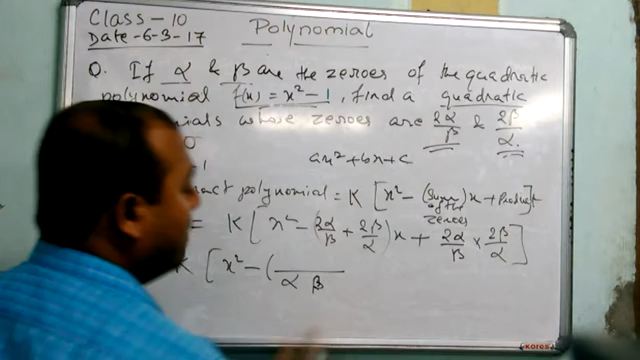 Class - 10
Date - 6-3-17
Polynomial
Q. If α & β are the zeroes of the quadratic
polynomial f(x) = x² - 1, find a quadratic
whose zeroes are 2α/β & 2β/α.
ax² + bx + c
polynomial = K [x² - (Sum of the zeroes)x + Product]
= K [x² - (2α/β + 2β/α)x + 2α/β × 2β/α]
K [x² - (
α β
kores